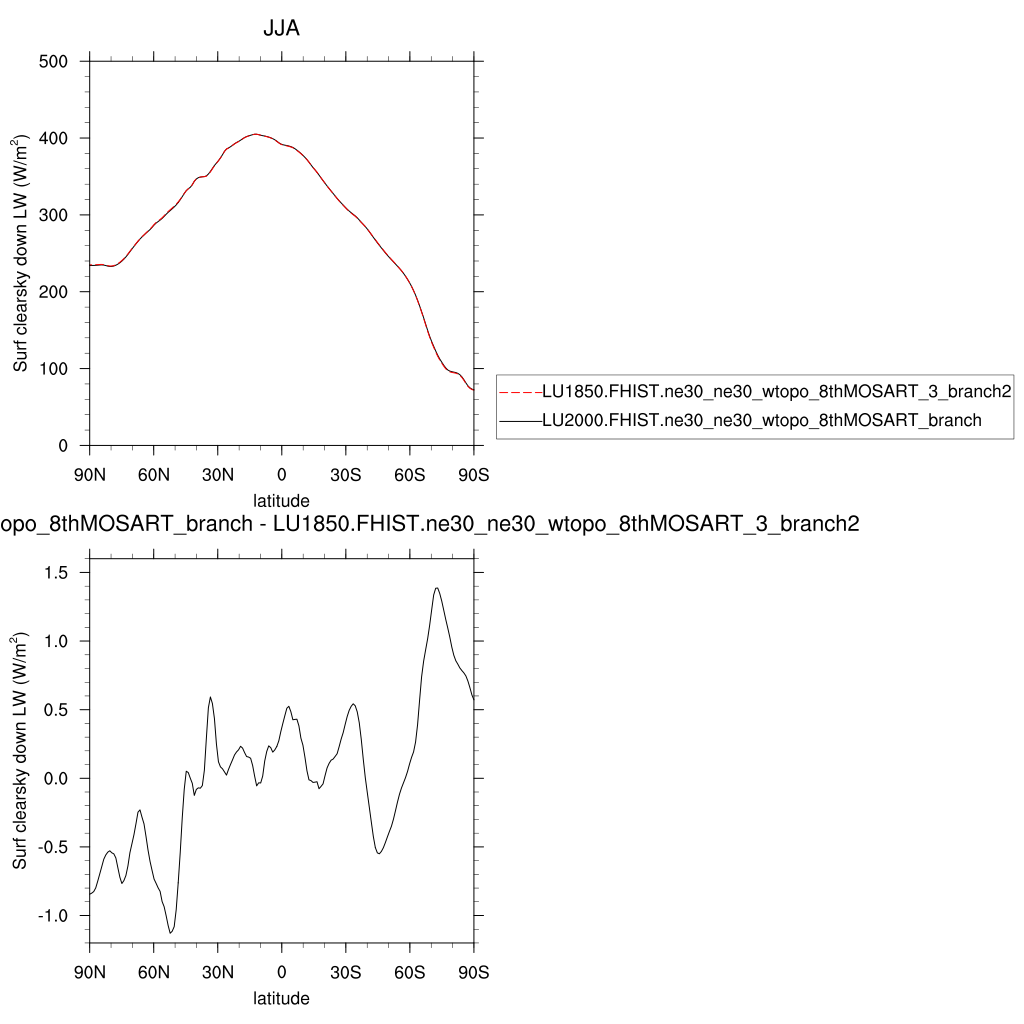 JJA
500
400
300
200
100
0
Surf clearsky down LW (W/m²)
90N 60N 30N 0 30S 60S 90S
latitude
LU1850.FHIST.ne30_ne30_wtopo_8thMOSART_3_branch2
LU2000.FHIST.ne30_ne30_wtopo_8thMOSART_branch
opo_8thMOSART_branch - LU1850.FHIST.ne30_ne30_wtopo_8thMOSART_3_branch2
1.5
1.0
0.5
0.0
-0.5
-1.0
Surf clearsky down LW (W/m²)
90N 60N 30N 0 30S 60S 90S
latitude